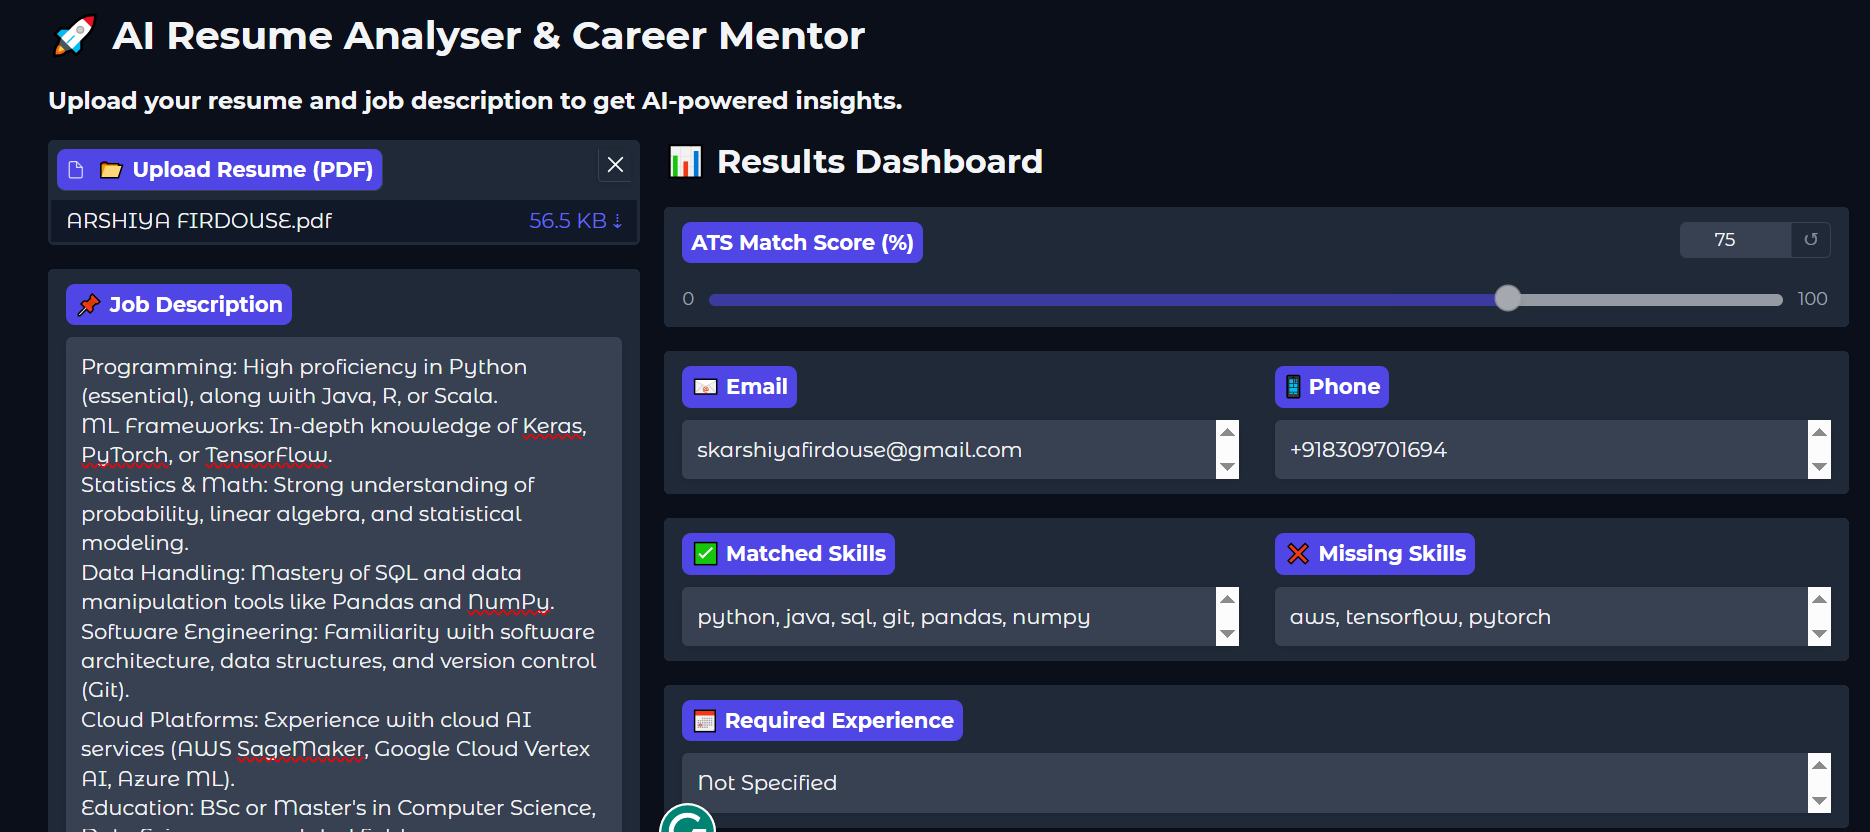 AI Resume Analyser & Career Mentor
Upload your resume and job description to get AI-powered insights.
Upload Resume (PDF)
ARSHIYA FIRDOUSE.pdf 56.5 KB ↓
Job Description
Programming: High proficiency in Python
(essential), along with Java, R, or Scala.
ML Frameworks: In-depth knowledge of Keras,
PyTorch, or TensorFlow.
Statistics & Math: Strong understanding of
probability, linear algebra, and statistical
modeling.
Data Handling: Mastery of SQL and data
manipulation tools like Pandas and NumPy.
Software Engineering: Familiarity with software
architecture, data structures, and version control
(Git).
Cloud Platforms: Experience with cloud AI
services (AWS SageMaker, Google Cloud Vertex
AI, Azure ML).
Education: BSc or Master's in Computer Science,
Results Dashboard
ATS Match Score (%)
75
0
100
Email
skarshiyafirdouse@gmail.com
Phone
+918309701694
Matched Skills
python, java, sql, git, pandas, numpy
Missing Skills
aws, tensorflow, pytorch
Required Experience
Not Specified